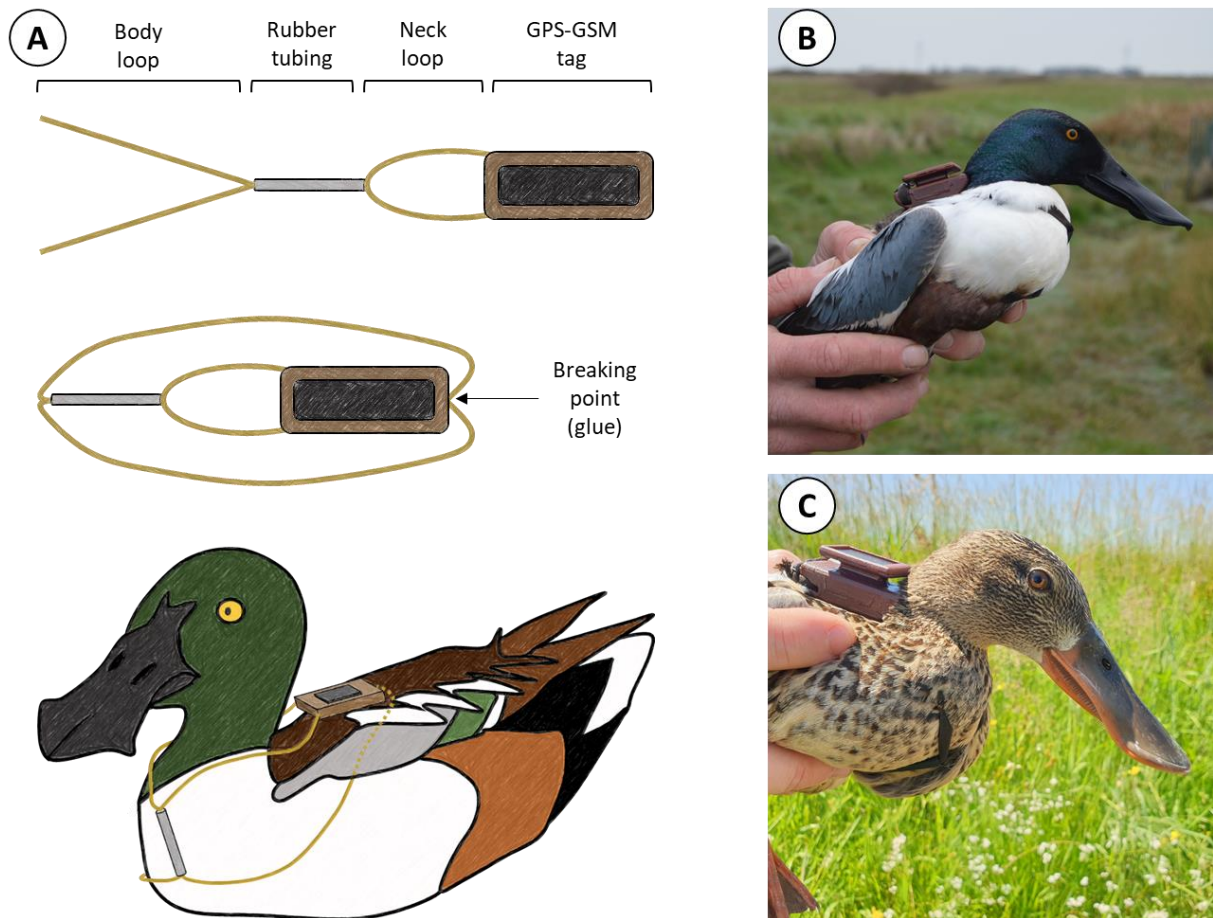 A
Body
loop
Rubber
tubing
Neck
loop
GPS-GSM
tag
Breaking
point
(glue)
B
C